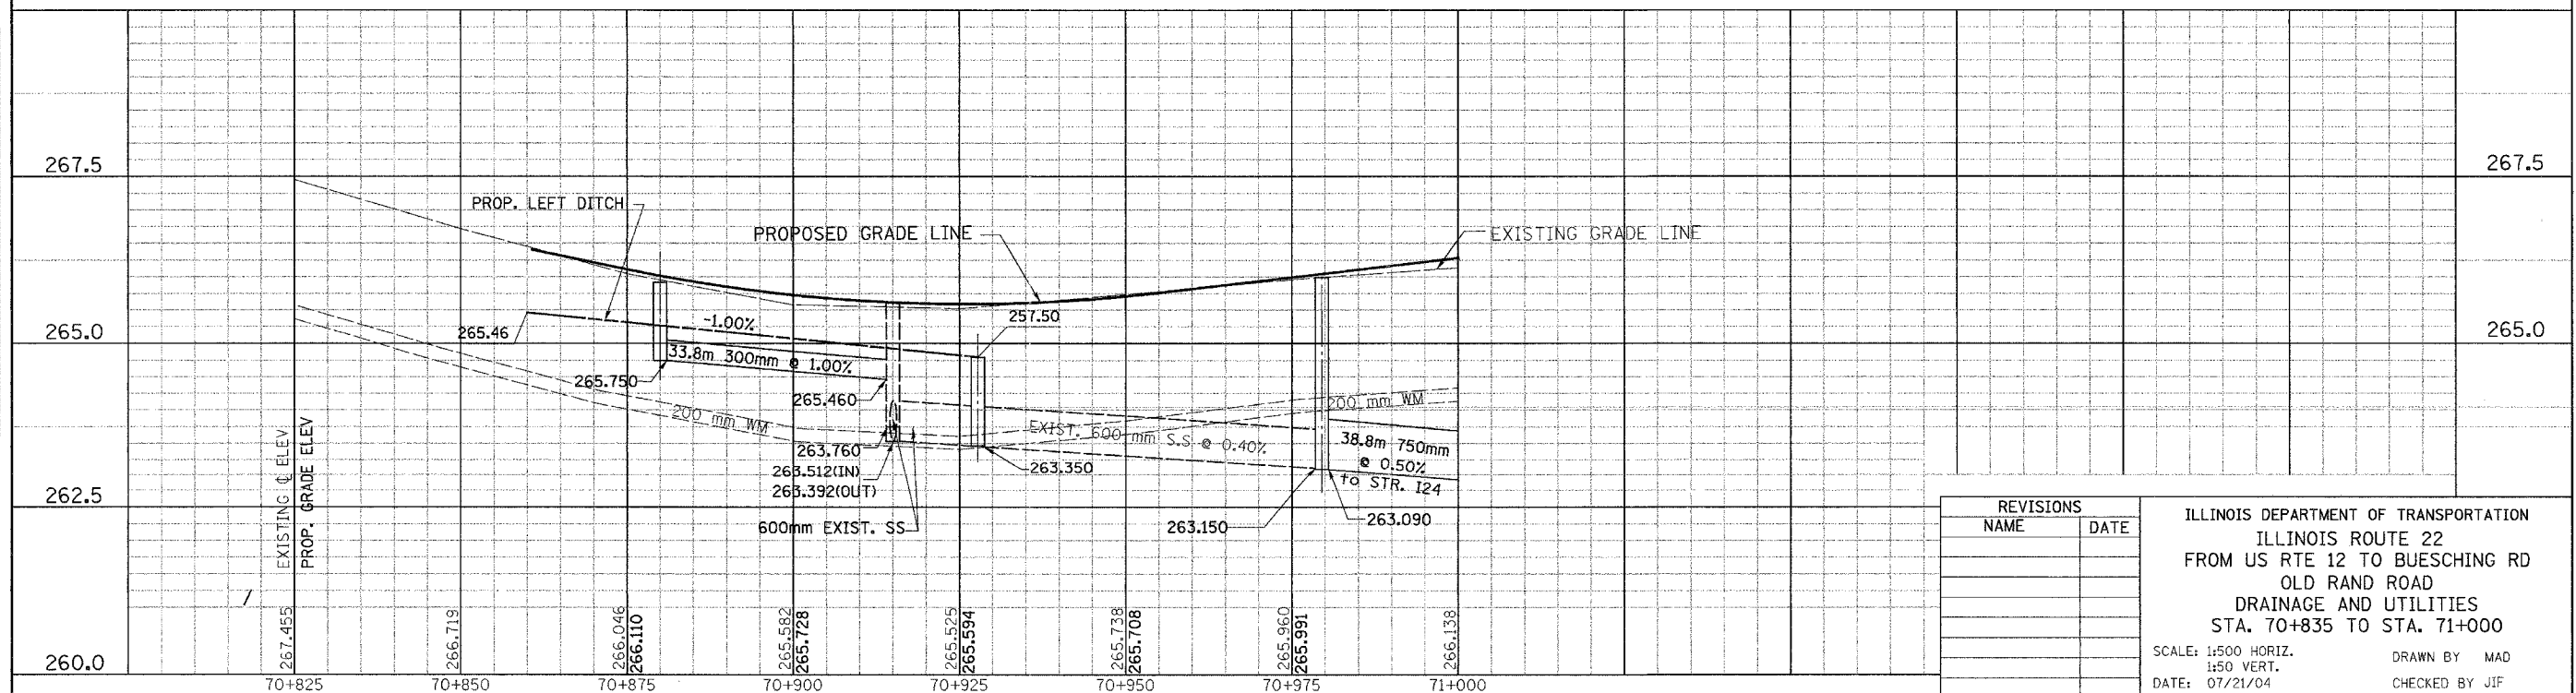 267.5
267.5
PROP. LEFT DITCH
PROPOSED GRADE LINE
EXISTING GRADE LINE
265.0
265.46
-1.00%
257.50
265.0
33.8m 300mm @ 1.00%
265.750
265.460
200 mm WM
200 mm WM
EXIST. 600 mm S.S @ 0.40%
38.8m 750mm
@ 0.50%
to STR. I24
263.760
263.512(IN)
263.392(OUT)
263.350
262.5
600mm EXIST. SS
263.150
263.090
EXISTING ℄ ELEV
PROP. GRADE ELEV
260.0
267.455
266.719
266.046
266.110
265.582
265.728
265.525
265.594
265.738
265.708
265.960
265.991
266.138
70+825
70+850
70+875
70+900
70+925
70+950
70+975
71+000
REVISIONS
NAME
DATE
ILLINOIS DEPARTMENT OF TRANSPORTATION
ILLINOIS ROUTE 22
FROM US RTE 12 TO BUESCHING RD
OLD RAND ROAD
DRAINAGE AND UTILITIES
STA. 70+835 TO STA. 71+000
SCALE: 1:500 HORIZ.
1:50 VERT.
DATE: 07/21/04
DRAWN BY MAD
CHECKED BY JIF